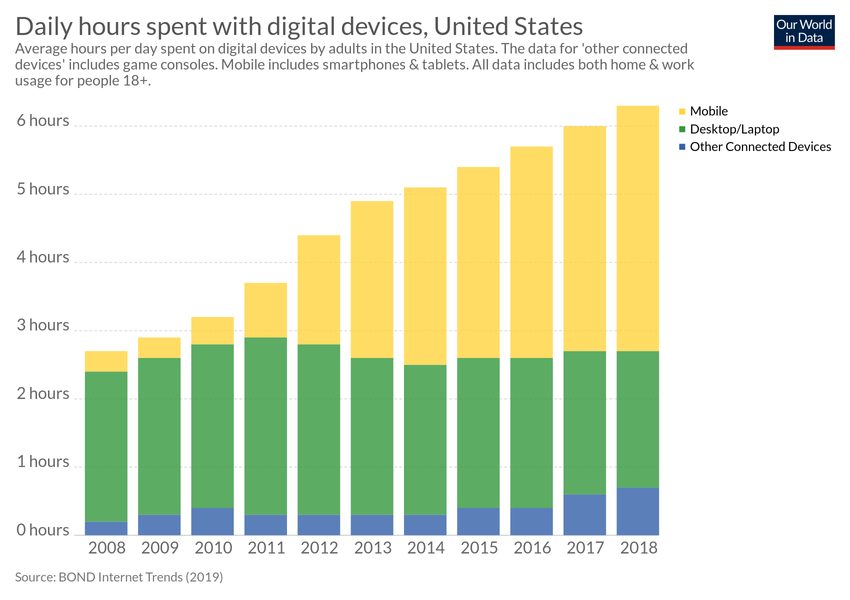 Daily hours spent with digital devices, United States
Our World
in Data
Average hours per day spent on digital devices by adults in the United States. The data for 'other connected
devices' includes game consoles. Mobile includes smartphones & tablets. All data includes both home & work
usage for people 18+.
Mobile
Desktop/Laptop
Other Connected Devices
6 hours
5 hours
4 hours
3 hours
2 hours
1 hours
0 hours
2008 2009 2010 2011 2012 2013 2014 2015 2016 2017 2018
Source: BOND Internet Trends (2019)